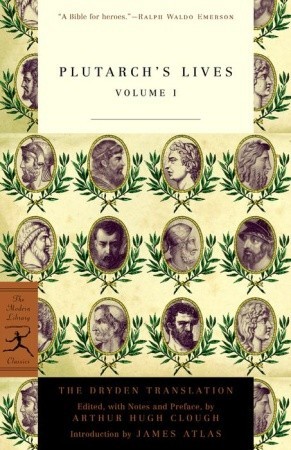 "A Bible for heroes."—RALPH WALDO EMERSON
PLUTARCH'S LIVES
VOLUME I
The
Modern
Library
Classics
THE DRYDEN TRANSLATION
Edited, with Notes and Preface, by
ARTHUR HUGH CLOUGH
Introduction by JAMES ATLAS